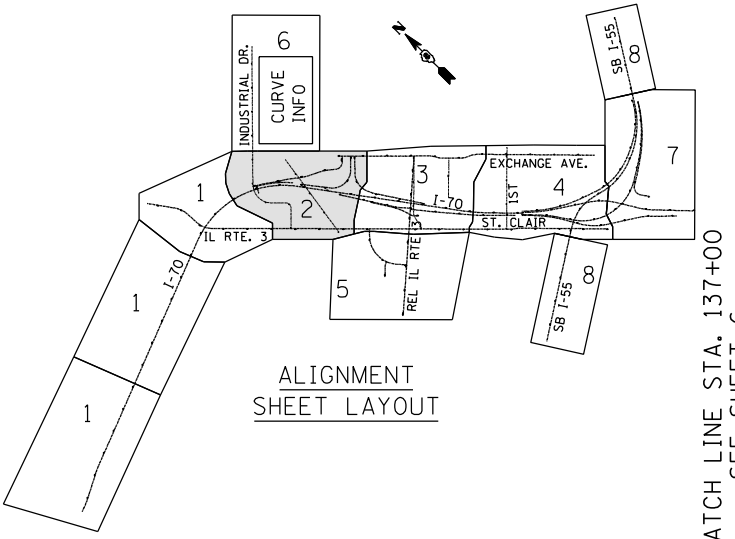 N
SB I-55
8
6
INDUSTRIAL DR.
CURVE
INFO
7
EXCHANGE AVE.
1
3
4
1ST
2
I-70
ST. CLAIR
IL RTE. 3
REL IL RTE 3
I-70
5
8
SB I-55
1
ALIGNMENT
SHEET LAYOUT
1
ATCH LINE STA. 137+00
SEE SHEET